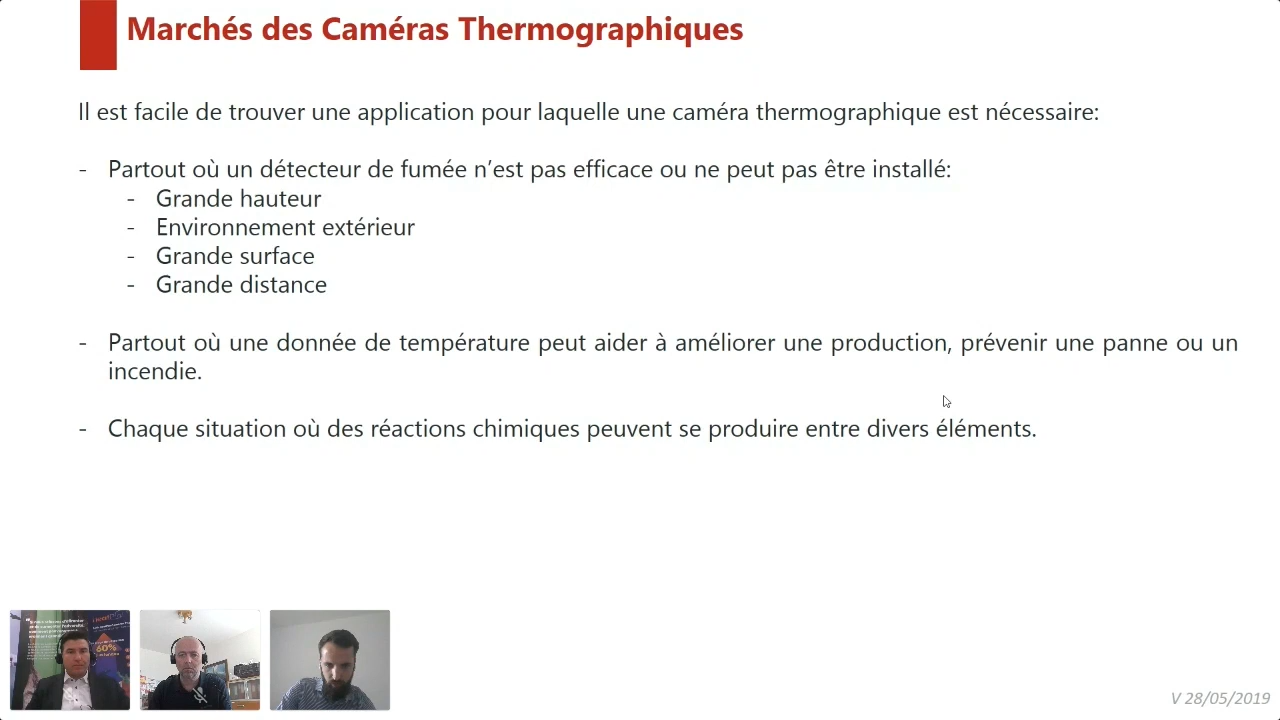 Marchés des Caméras Thermographiques
Il est facile de trouver une application pour laquelle une caméra thermographique est nécessaire:
- Partout où un détecteur de fumée n’est pas efficace ou ne peut pas être installé:
- Grande hauteur
- Environnement extérieur
- Grande surface
- Grande distance
- Partout où une donnée de température peut aider à améliorer une production, prévenir une panne ou un
incendie.
- Chaque situation où des réactions chimiques peuvent se produire entre divers éléments.
60%
V 28/05/2019